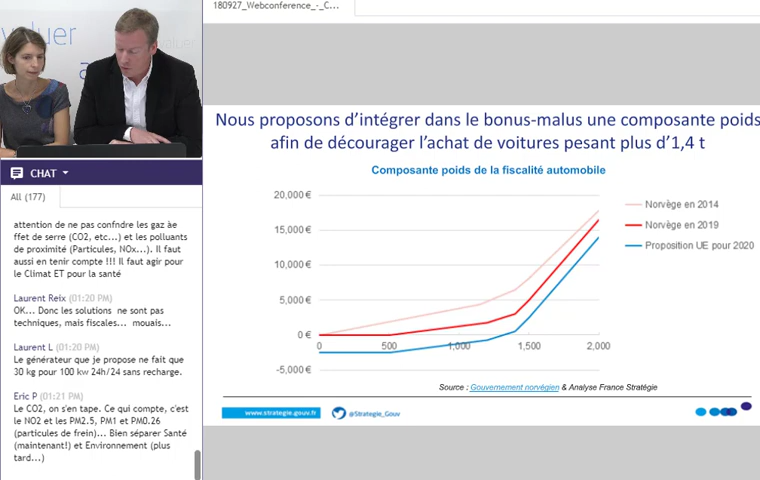 180927_Webconference_-_C...
valuer
valuer
CHAT
All (177)
attention de ne pas confndre les gaz àe
ffet de serre (CO2, etc...) et les polluants
de proximité (Particules, NOx...). Il faut
aussi en tenir compte !!! Il faut agir pour
le Climat ET pour la santé
Laurent Reix (01:20 PM)
OK... Donc les solutions ne sont pas
techniques, mais fiscales... mouais...
Laurent L (01:20 PM)
Le générateur que je propose ne fait que
30 kg pour 100 kw 24h/24 sans recharge.
Eric P (01:21 PM)
Le CO2, on s'en tape. Ce qui compte, c'est
le NO2 et les PM2.5, PM1 et PM0.26
(particules de frein)... Bien séparer Santé
(maintenant!) et Environnement (plus
tard...)
Nous proposons d'intégrer dans le bonus-malus une composante poids
afin de décourager l'achat de voitures pesant plus d'1,4 t
Composante poids de la fiscalité automobile
20,000 €
15,000 €
10,000 €
5,000 €
0 €
-5,000 €
0 500 1,000 1,500 2,000
Norvège en 2014
Norvège en 2019
Proposition UE pour 2020
Source : Gouvernement norvégien & Analyse France Stratégie
www.strategie.gouv.fr
@Strategie_Gouv